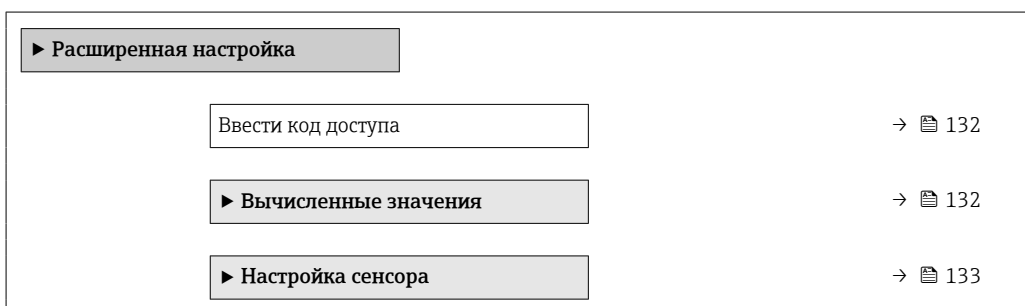 ▶ Расширенная настройка
Ввести код доступа → 132
▶ Вычисленные значения → 132
▶ Настройка сенсора → 133